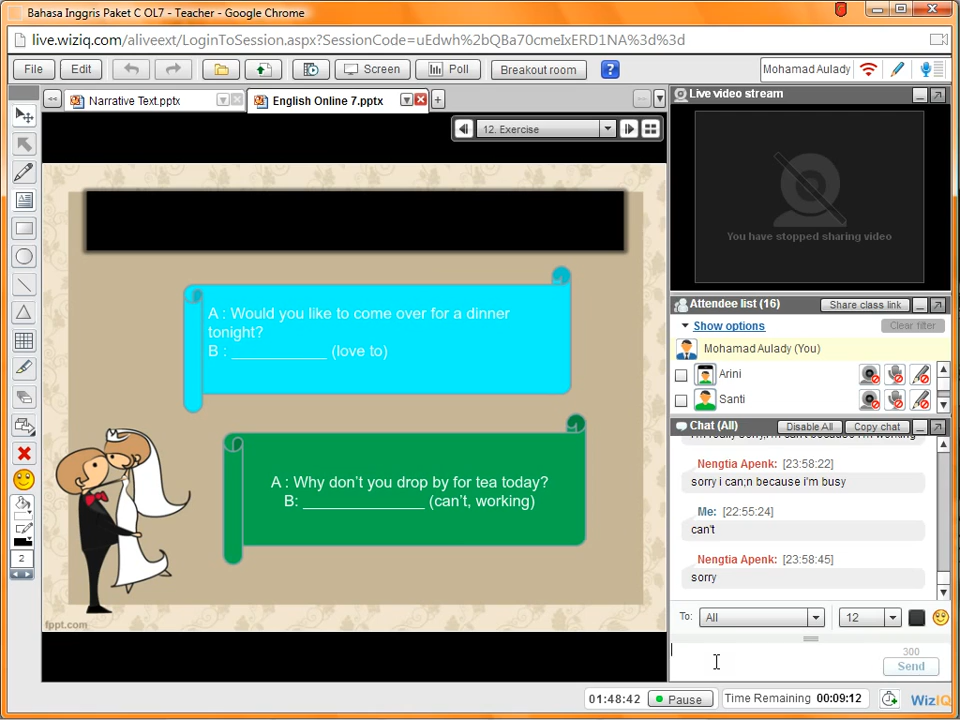 Bahasa Inggris Paket C OL7 - Teacher - Google Chrome
live.wiziq.com/aliveext/LoginToSession.aspx?SessionCode=uEdwh%2bQBa70cmeIxERD1NA%3d%3d
File Edit Screen Poll Breakout room ? Mohamad Aulady
<< Narrative Text.pptx English Online 7.pptx +
12. Exercise
A : Would you like to come over for a dinner
tonight?
B : ___________ (love to)
A : Why don't you drop by for tea today?
B: ______________ (can't, working)
fppt.com
2
Live video stream
You have stopped sharing video
Attendee list (16) Share class link
Show options Clear filter
Mohamad Aulady (You)
Arini
Santi
Chat (All) Disable All Copy chat
Nengtia Apenk: [23:58:22]
sorry i can;n because i'm busy
Me: [22:55:24]
can't
Nengtia Apenk: [23:58:45]
sorry
To: All 12
300
Send
01:48:42 Pause Time Remaining 00:09:12 WizIQ